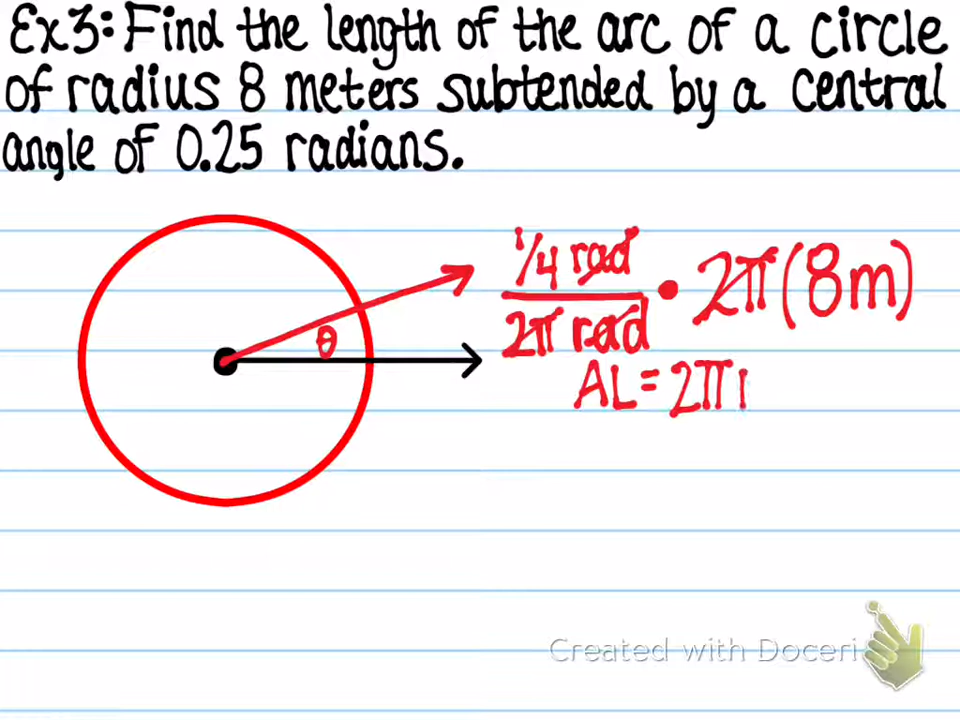 Ex3: Find the length of the arc of a circle
of radius 8 meters subtended by a central
angle of 0.25 radians.
θ
1/4 rad
2π rad
• 2π(8m)
AL = 2π
Created with Doceri